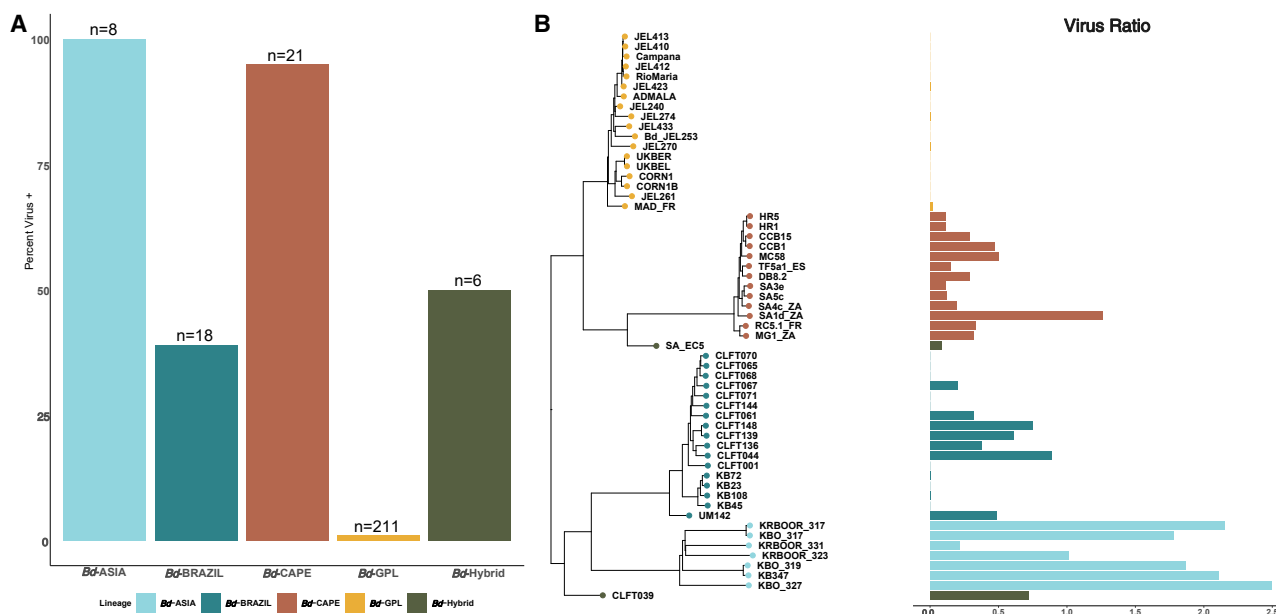 A
B
Virus Ratio
Percent Virus +
100
75
50
25
0
n=8
n=18
n=21
n=211
n=6
Bd-ASIA
Bd-BRAZIL
Bd-CAPE
Bd-GPL
Bd-Hybrid
Lineage Bd-ASIA Bd-BRAZIL Bd-CAPE Bd-GPL Bd-Hybrid
JEL413
JEL410
Campana
JEL412
RioMaria
JEL423
ADMALA
JEL240
JEL274
JEL433
Bd_JEL253
JEL270
UKBER
UKBEL
CORN1
CORN1B
JEL261
MAD_FR
HR5
HR1
CCB15
CCB1
MC58
TF5a1_ES
DB8.2
SA3e
SA5c
SA4c_ZA
SA1d_ZA
RC5.1_FR
MG1_ZA
SA_EC5
CLFT070
CLFT065
CLFT068
CLFT067
CLFT071
CLFT144
CLFT061
CLFT148
CLFT139
CLFT136
CLFT044
CLFT001
KB72
KB23
KB108
KB45
UM142
KRBOOR_317
KBO_317
KRBOOR_331
KRBOOR_323
KBO_319
KB347
KBO_327
CLFT039
0.0 0.5 1.0 1.5 2.0 2.5